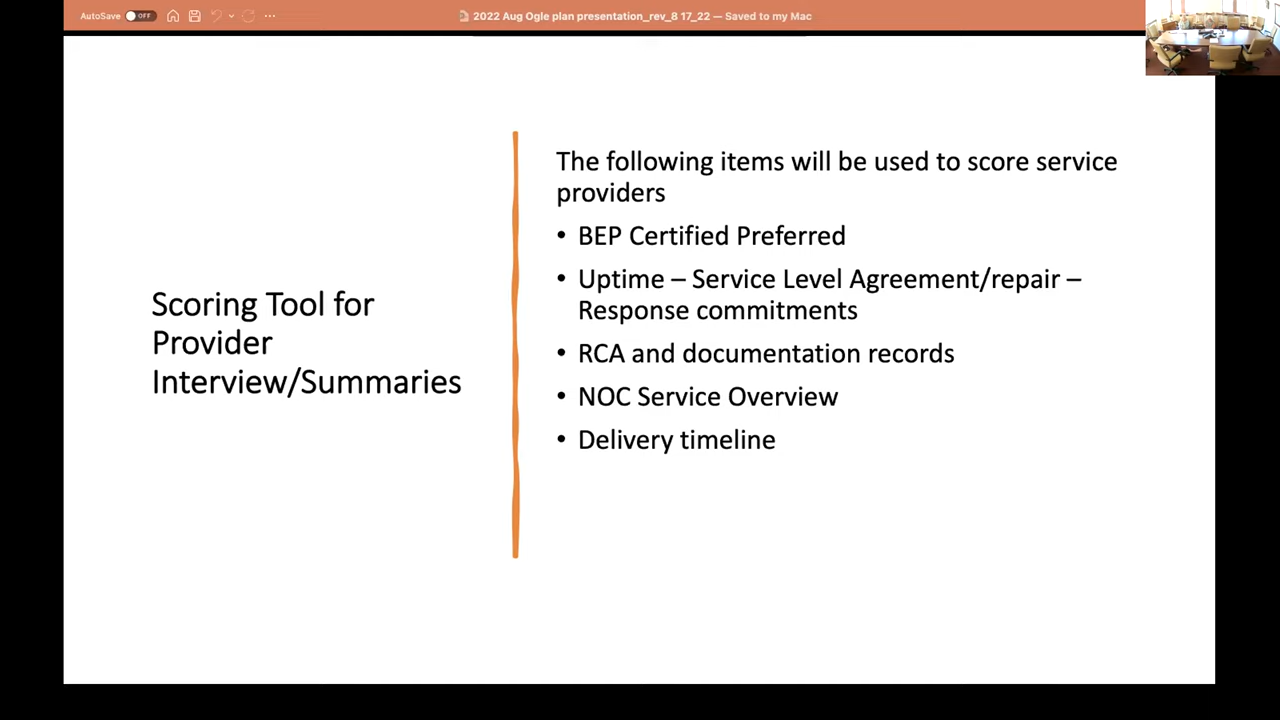 AutoSave OFF
2022 Aug Ogle plan presentation_rev_8 17_22 — Saved to my Mac
Scoring Tool for
Provider
Interview/Summaries
The following items will be used to score service
providers
• BEP Certified Preferred
• Uptime – Service Level Agreement/repair –
Response commitments
• RCA and documentation records
• NOC Service Overview
• Delivery timeline